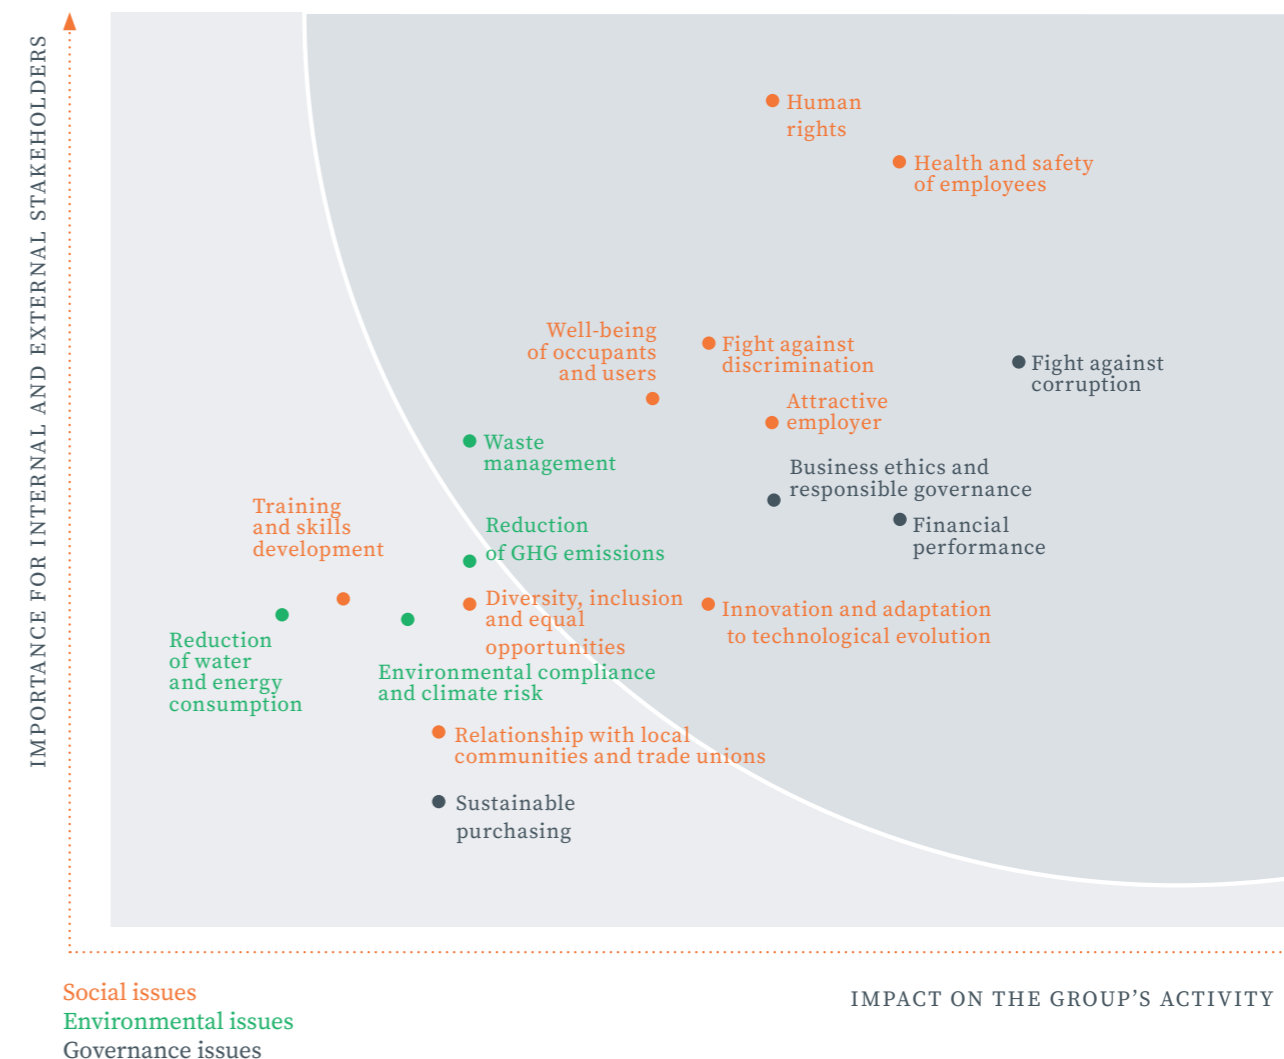 IMPORTANCE FOR INTERNAL AND EXTERNAL STAKEHOLDERS
Human
rights
Health and safety
of employees
Well-being
of occupants
and users
Fight against
discrimination
Fight against
corruption
Attractive
employer
Waste
management
Business ethics and
responsible governance
Financial
performance
Training
and skills
development
Reduction
of GHG emissions
Diversity, inclusion
and equal
opportunities
Innovation and adaptation
to technological evolution
Reduction
of water
and energy
consumption
Environmental compliance
and climate risk
Relationship with local
communities and trade unions
Sustainable
purchasing
Social issues
Environmental issues
Governance issues
IMPACT ON THE GROUP’S ACTIVITY